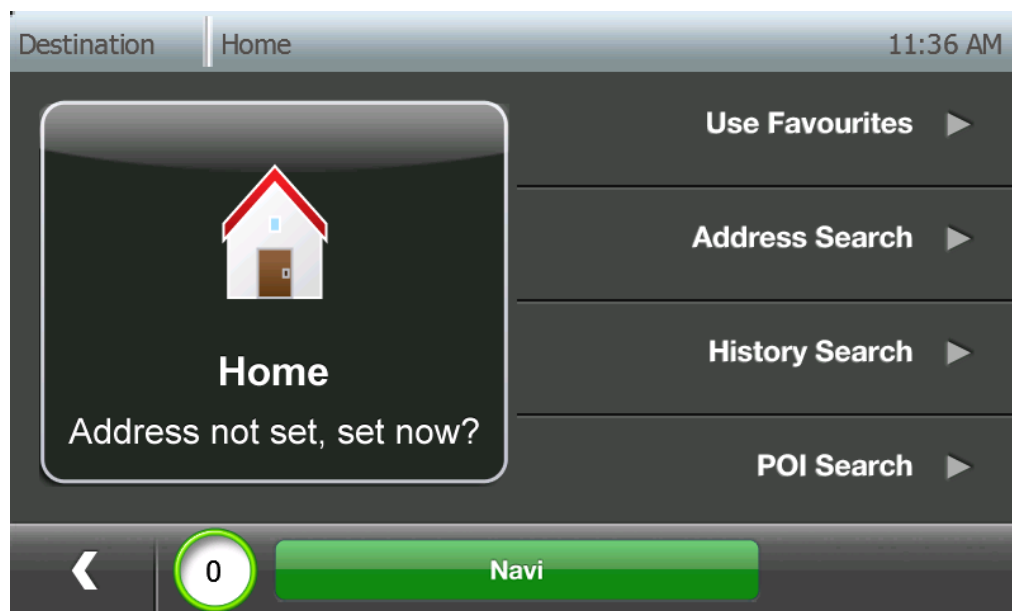 Destination
Home
11:36 AM
Home
Address not set, set now?
Use Favourites
Address Search
History Search
POI Search
0
Navi